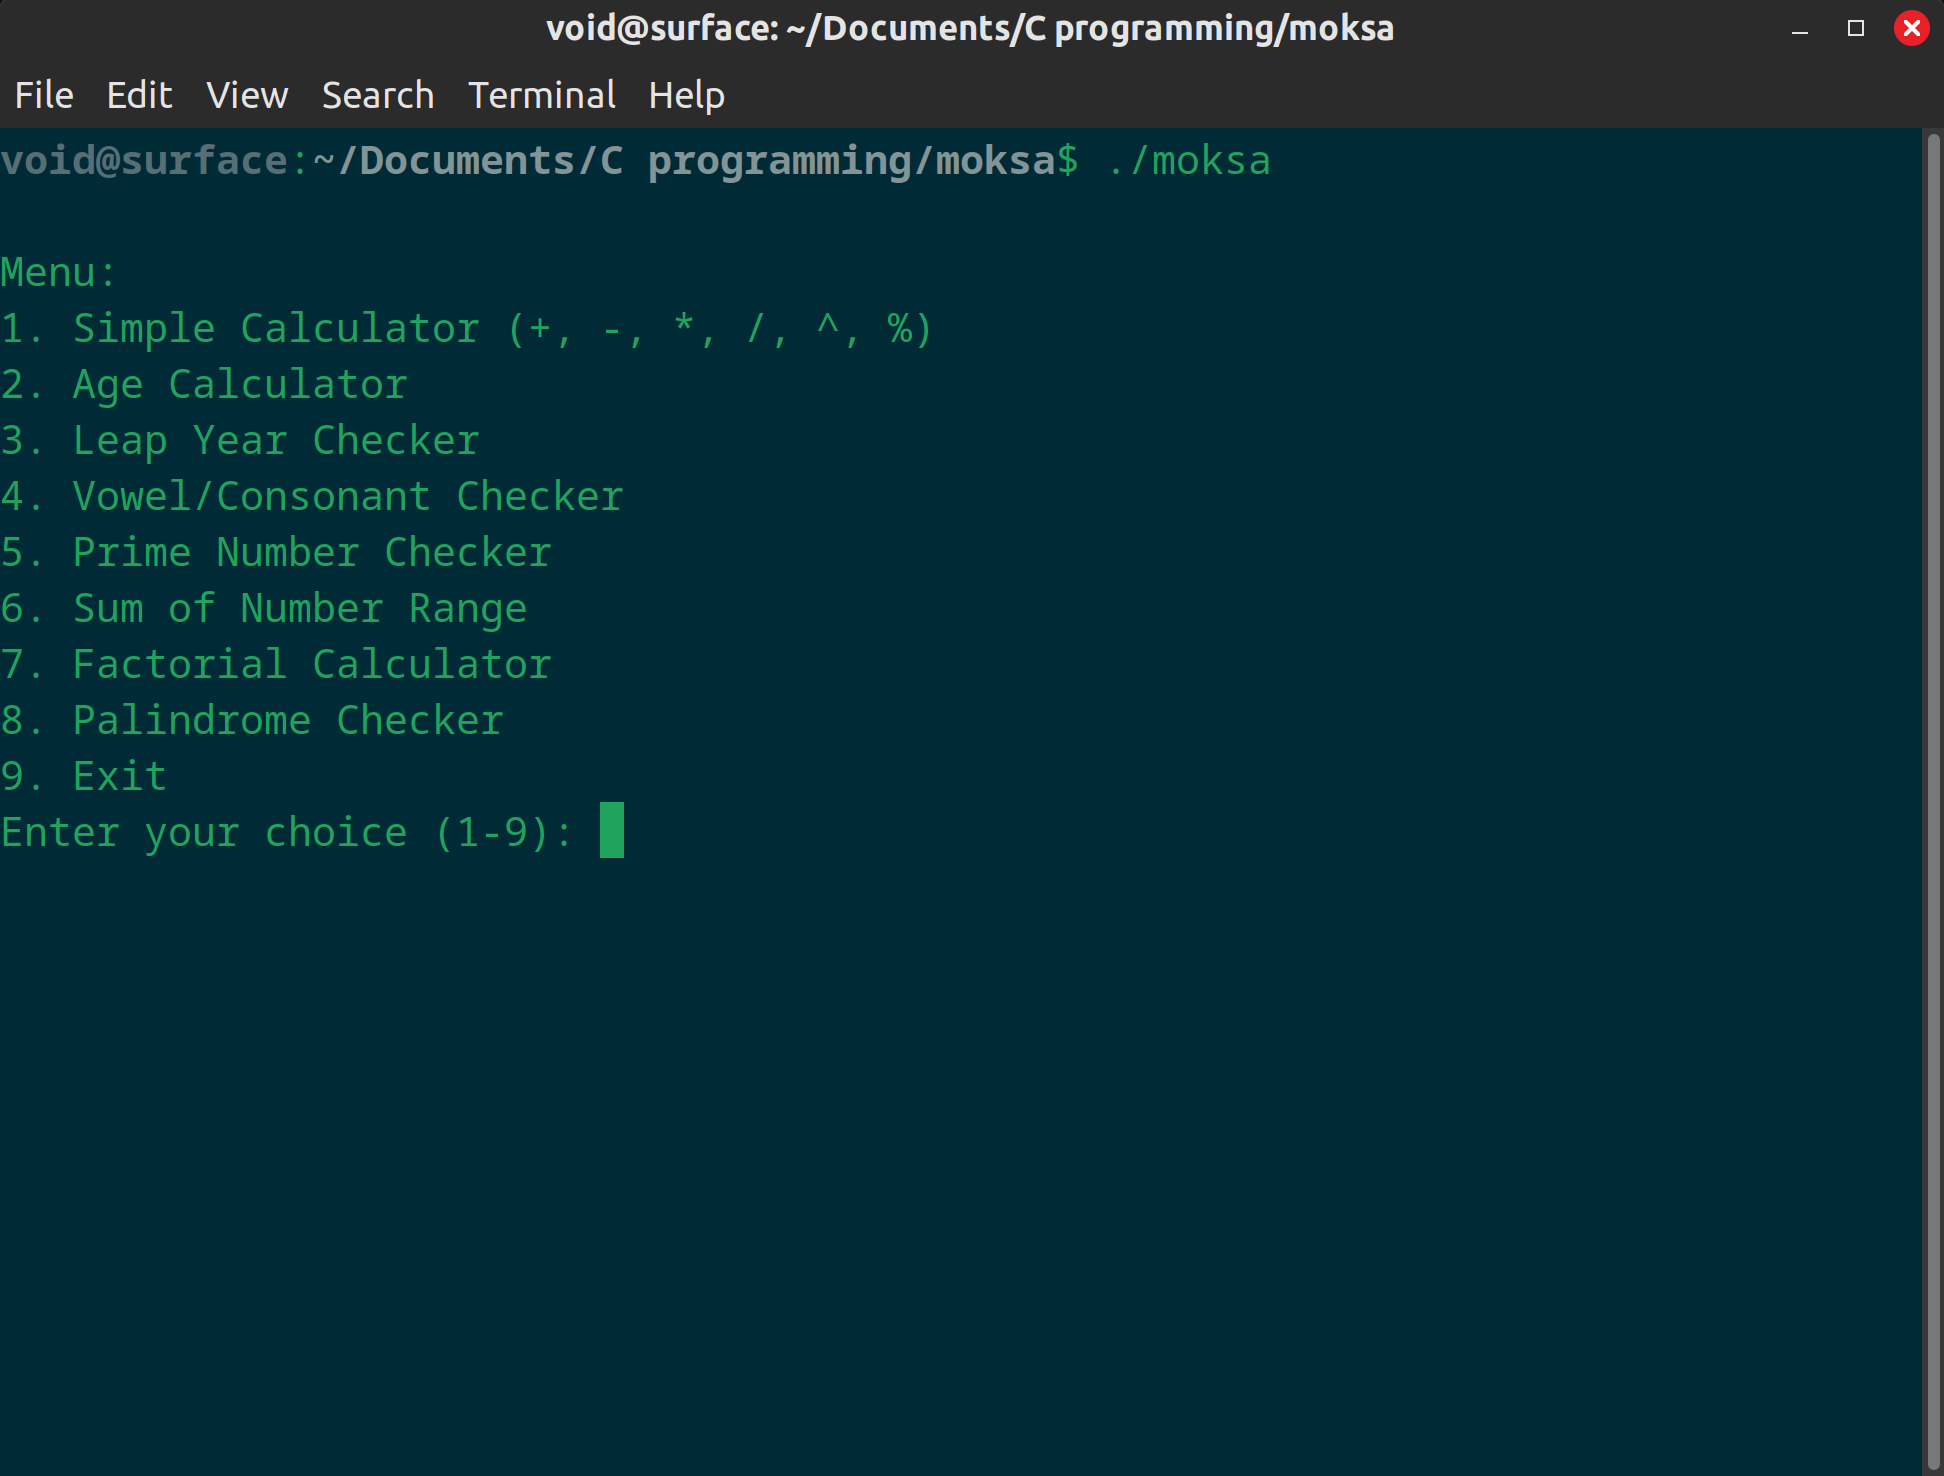 void@surface: ~/Documents/C programming/moksa
File Edit View Search Terminal Help
void@surface:~/Documents/C programming/moksa$ ./moksa
Menu:
1. Simple Calculator (+, -, *, /, ^, %)
2. Age Calculator
3. Leap Year Checker
4. Vowel/Consonant Checker
5. Prime Number Checker
6. Sum of Number Range
7. Factorial Calculator
8. Palindrome Checker
9. Exit
Enter your choice (1-9):